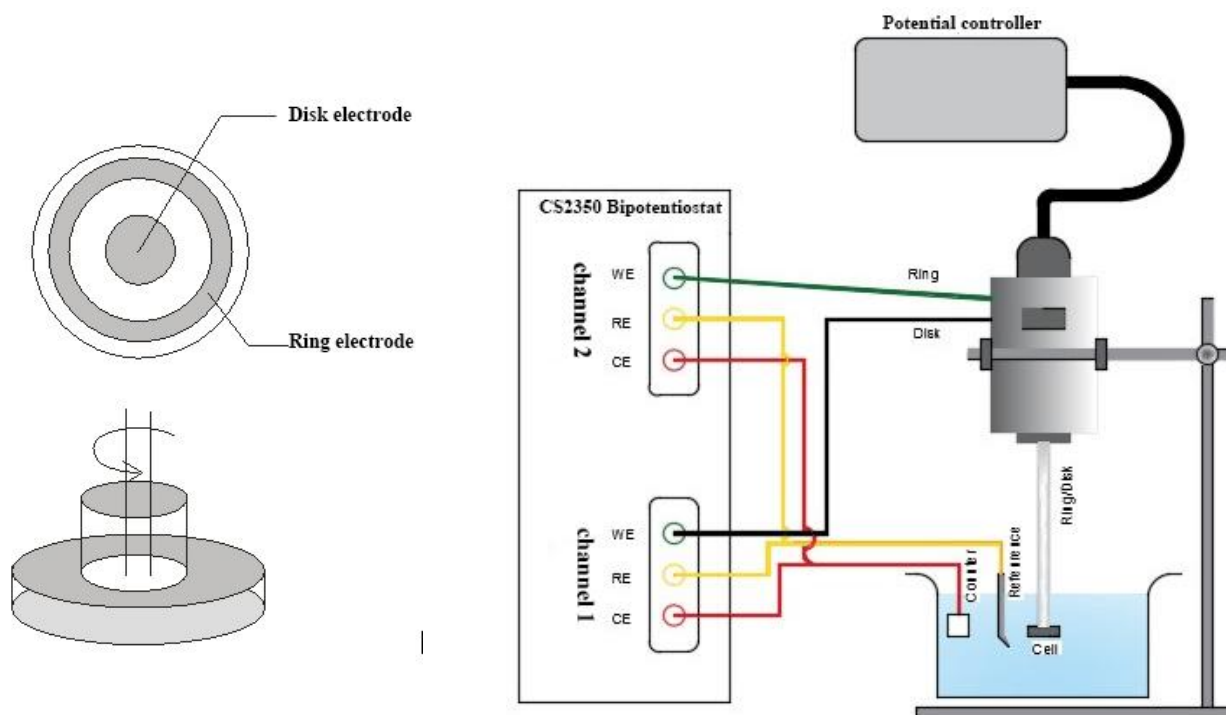 Disk electrode
Ring electrode
Potential controller
CS2350 Bipotentiostat
channel 2
WE
RE
CE
Ring
Disk
channel 1
WE
RE
CE
Counter
Reference
Ring/Disk
Cell